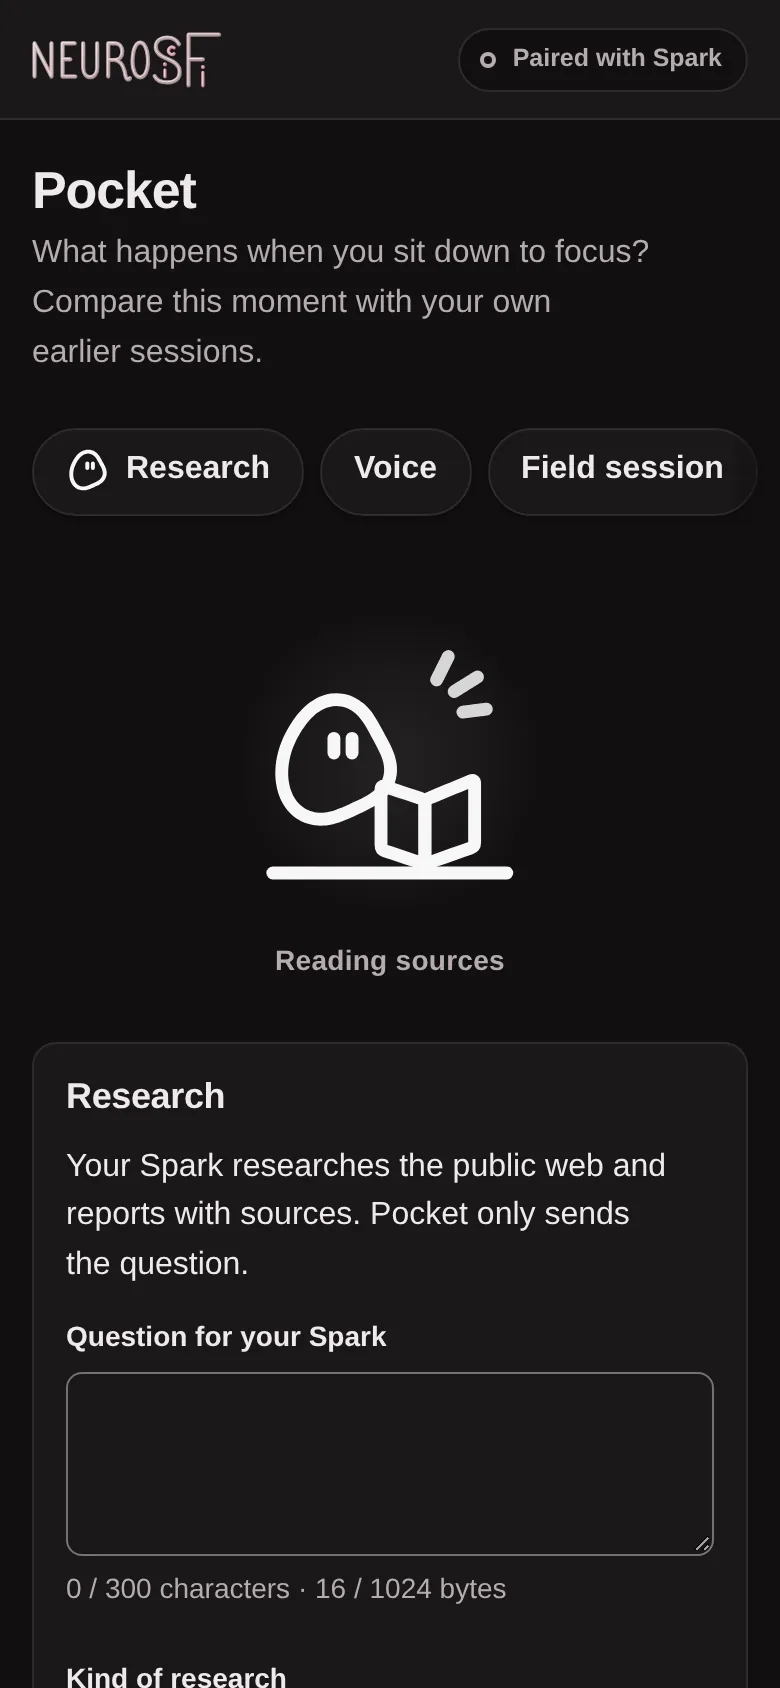 NEUROSciFi
Paired with Spark
Pocket
What happens when you sit down to focus?
Compare this moment with your own
earlier sessions.
Research
Voice
Field session
Reading sources
Research
Your Spark researches the public web and
reports with sources. Pocket only sends
the question.
Question for your Spark
0 / 300 characters · 16 / 1024 bytes
Kind of research